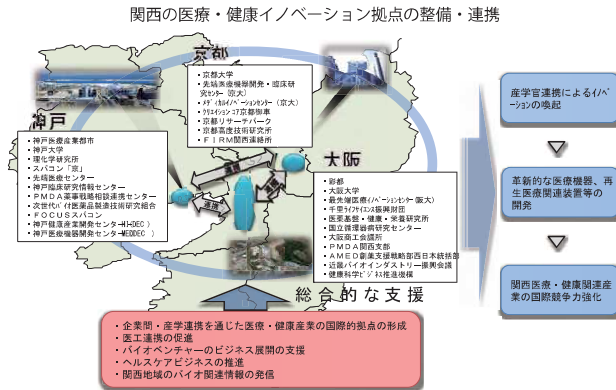 関西の医療・健康イノベーション拠点の整備・連携
京都
・京都大学
・先端医療機器開発・臨床研
究センター（京大）
・メディカルイノベーションセンター（京大）
・クリエイション・コア京都御車
・京都リサーチパーク
・京都高度技術研究所
・ＦＩＲＭ関西連絡所
神戸
・神戸医療産業都市
・神戸大学
・理化学研究所
・スパコン「京」
・先端医療センター
・神戸臨床研究情報センター
・ＰＭＤＡ薬事戦略相談連携センター
・次世代バイオ医薬品製造技術研究組合
・ＦＯＣＵＳスパコン
・神戸健康産業開発センター（HI-DEC）
・神戸医療機器開発センター（MEDDEC）
大阪
・彩都
・大阪大学
・最先端医療イノベーションセンター（阪大）
・千里ライフサイエンス振興財団
・医薬基盤・健康・栄養研究所
・国立循環器病研究センター
・大阪商工会議所
・ＰＭＤＡ関西支部
・ＡＭＥＤ創薬支援戦略部西日本統括部
・近畿バイオインダストリー振興会議
・健康科学ビジネス推進機構
連携
連携
連携
総合的な支援
・企業間・産学連携を通じた医療・健康産業の国際的拠点の形成
・医工連携の促進
・バイオベンチャーのビジネス展開の支援
・ヘルスケアビジネスの推進
・関西地域のバイオ関連情報の発信
産学官連携によるイノベ
ーションの喚起
革新的な医療機器、再
生医療関連装置等の
開発
関西医療・健康関連産
業の国際競争力強化